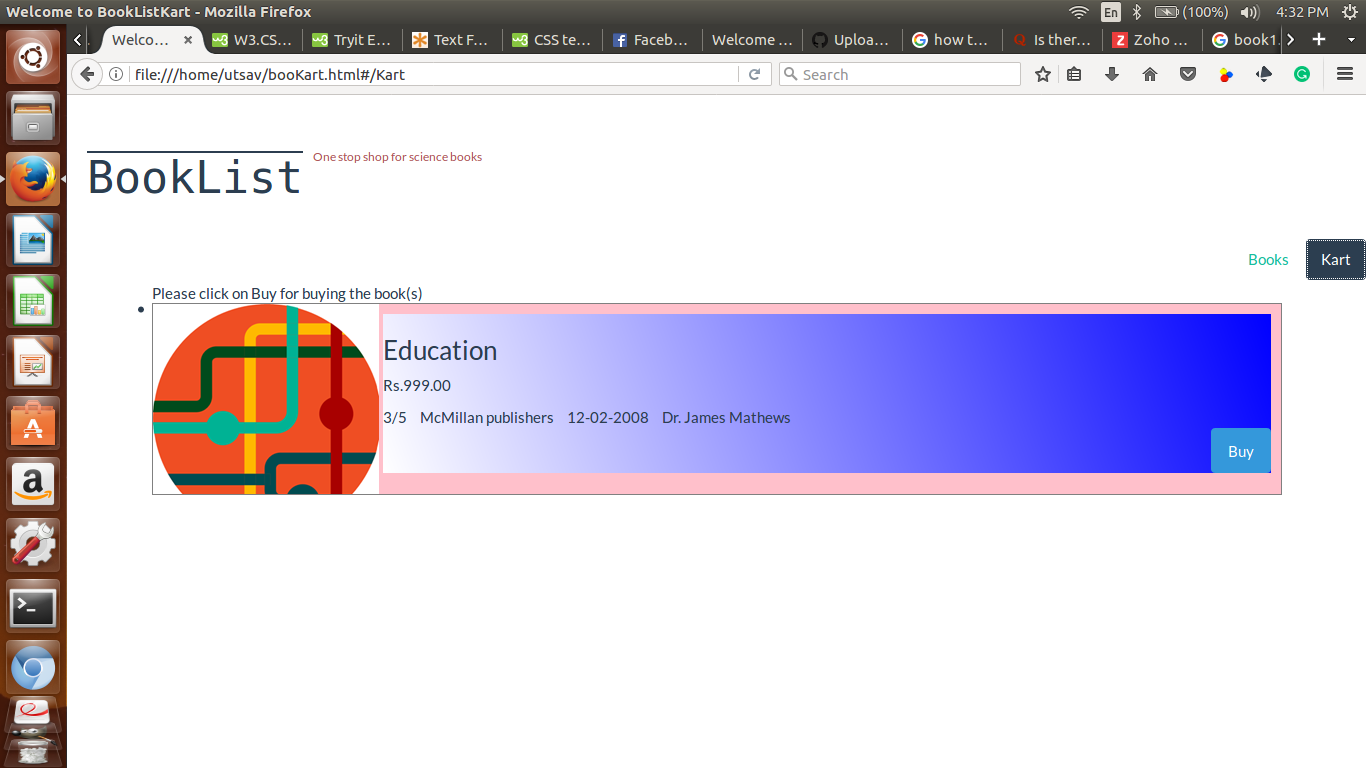 Welcome to BookListKart - Mozilla Firefox
En (100%) 4:32 PM
Welco... W3.CS... Tryit E... Text F... CSS te... Faceb... Welcome ... Uploa... how t... Is ther... Zoho ... book1.
file:///home/utsav/booKart.html#/Kart Search
BookList One stop shop for science books
Books Kart
Please click on Buy for buying the book(s)
Education
Rs.999.00
3/5 McMillan publishers 12-02-2008 Dr. James Mathews
Buy